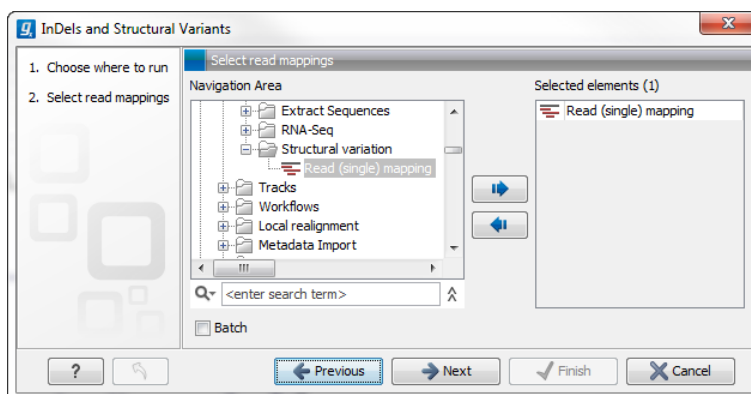 InDels and Structural Variants
1. Choose where to run
2. Select read mappings
Select read mappings
Navigation Area
Extract Sequences
RNA-Seq
Structural variation
Read (single) mapping
Tracks
Workflows
Local realignment
Metadata Import
<enter search term>
Batch
Selected elements (1)
Read (single) mapping
?
Previous
Next
Finish
Cancel